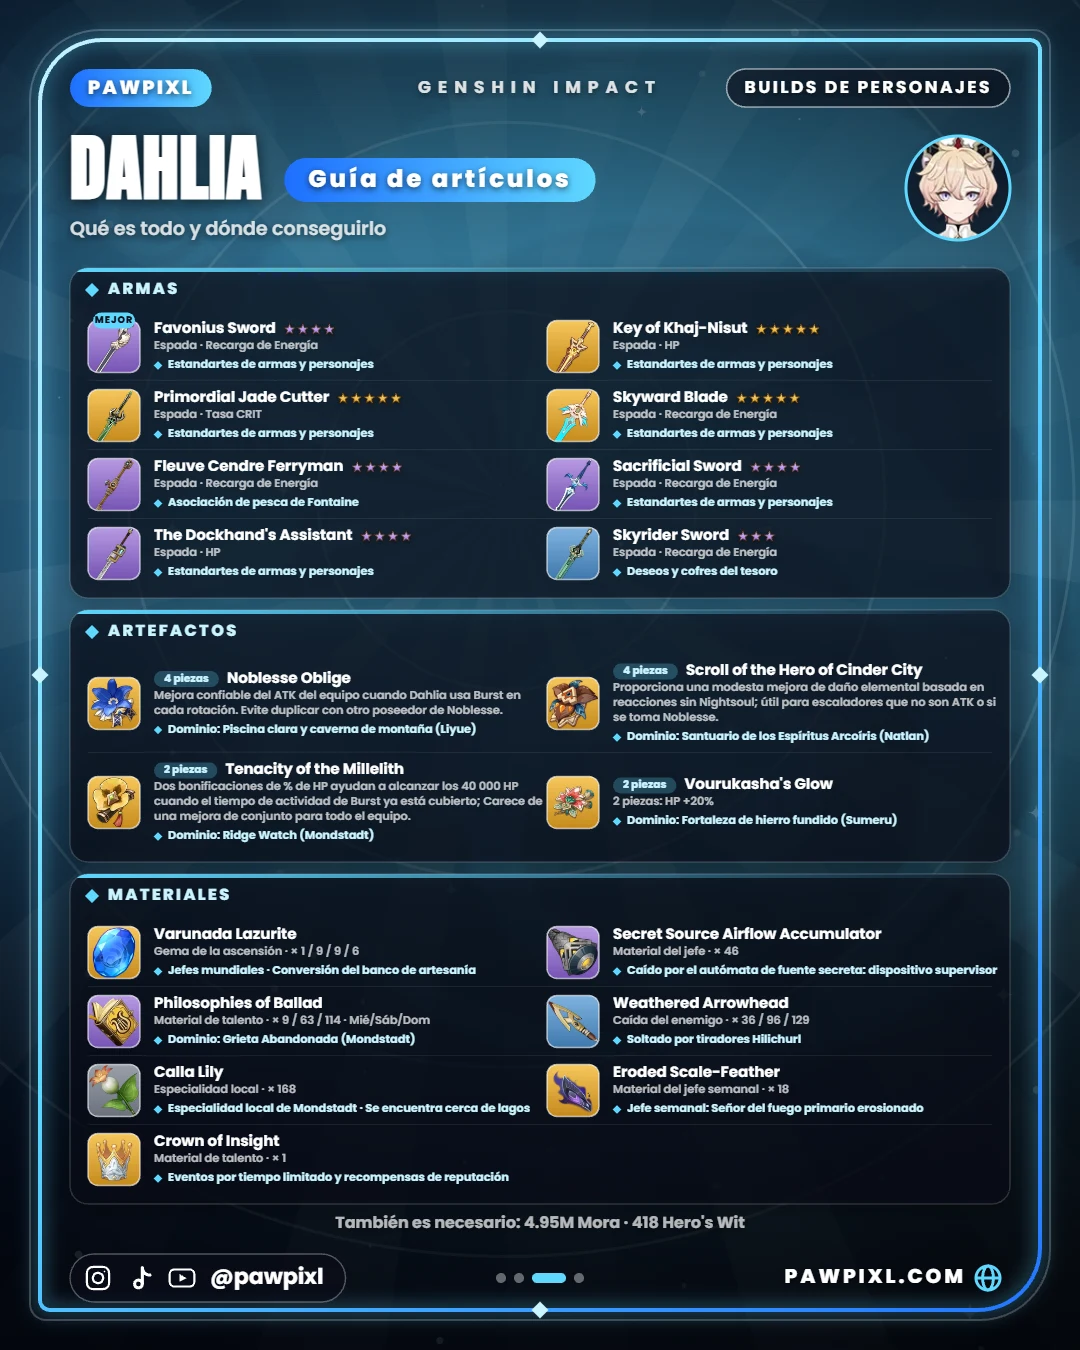 PAWPIXL
GENSHIN IMPACT
BUILDS DE PERSONAJES
DAHLIA
Guía de artículos
Qué es todo y dónde conseguirlo
ARMAS
MEJOR
Favonius Sword ★★★★
Espada · Recarga de Energía
Estandartes de armas y personajes
Key of Khaj-Nisut ★★★★★
Espada · HP
Estandartes de armas y personajes
Primordial Jade Cutter ★★★★★
Espada · Tasa CRIT
Estandartes de armas y personajes
Skyward Blade ★★★★★
Espada · Recarga de Energía
Estandartes de armas y personajes
Fleuve Cendre Ferryman ★★★★
Espada · Recarga de Energía
Asociación de pesca de Fontaine
Sacrificial Sword ★★★★
Espada · Recarga de Energía
Estandartes de armas y personajes
The Dockhand's Assistant ★★★★
Espada · HP
Estandartes de armas y personajes
Skyrider Sword ★★★
Espada · Recarga de Energía
Deseos y cofres del tesoro
ARTEFACTOS
4 piezas Noblesse Oblige
Mejora confiable del ATK del equipo cuando Dahlia usa Burst en
cada rotación. Evite duplicar con otro poseedor de Noblesse.
Dominio: Piscina clara y caverna de montaña (Liyue)
4 piezas Scroll of the Hero of Cinder City
Proporciona una modesta mejora de daño elemental basada en
reacciones sin Nightsoul; útil para escaladores que no son ATK o si
se toma Noblesse.
Dominio: Santuario de los Espíritus Arcoíris (Natlan)
2 piezas Tenacity of the Millelith
Dos bonificaciones de % de HP ayudan a alcanzar los 40 000 HP
cuando el tiempo de actividad de Burst ya está cubierto; Carece de
una mejora de conjunto para todo el equipo.
Dominio: Ridge Watch (Mondstadt)
2 piezas Vourukasha's Glow
2 piezas: HP +20%
Dominio: Fortaleza de hierro fundido (Sumeru)
MATERIALES
Varunada Lazurite
Gema de la ascensión · × 1 / 9 / 9 / 6
Jefes mundiales · Conversión del banco de artesanía
Secret Source Airflow Accumulator
Material del jefe · × 46
Caído por el autómata de fuente secreta: dispositivo supervisor
Philosophies of Ballad
Material de talento · × 9 / 63 / 114 · Mié/Sáb/Dom
Dominio: Grieta Abandonada (Mondstadt)
Weathered Arrowhead
Caída del enemigo · × 36 / 96 / 129
Soltado por tiradores Hilichurl
Calla Lily
Especialidad local · × 168
Especialidad local de Mondstadt · Se encuentra cerca de lagos
Eroded Scale-Feather
Material del jefe semanal · × 18
Jefe semanal: Señor del fuego primario erosionado
Crown of Insight
Material de talento · × 1
Eventos por tiempo limitado y recompensas de reputación
También es necesario: 4.95M Mora · 418 Hero's Wit
@pawpixl
PAWPIXL.COM